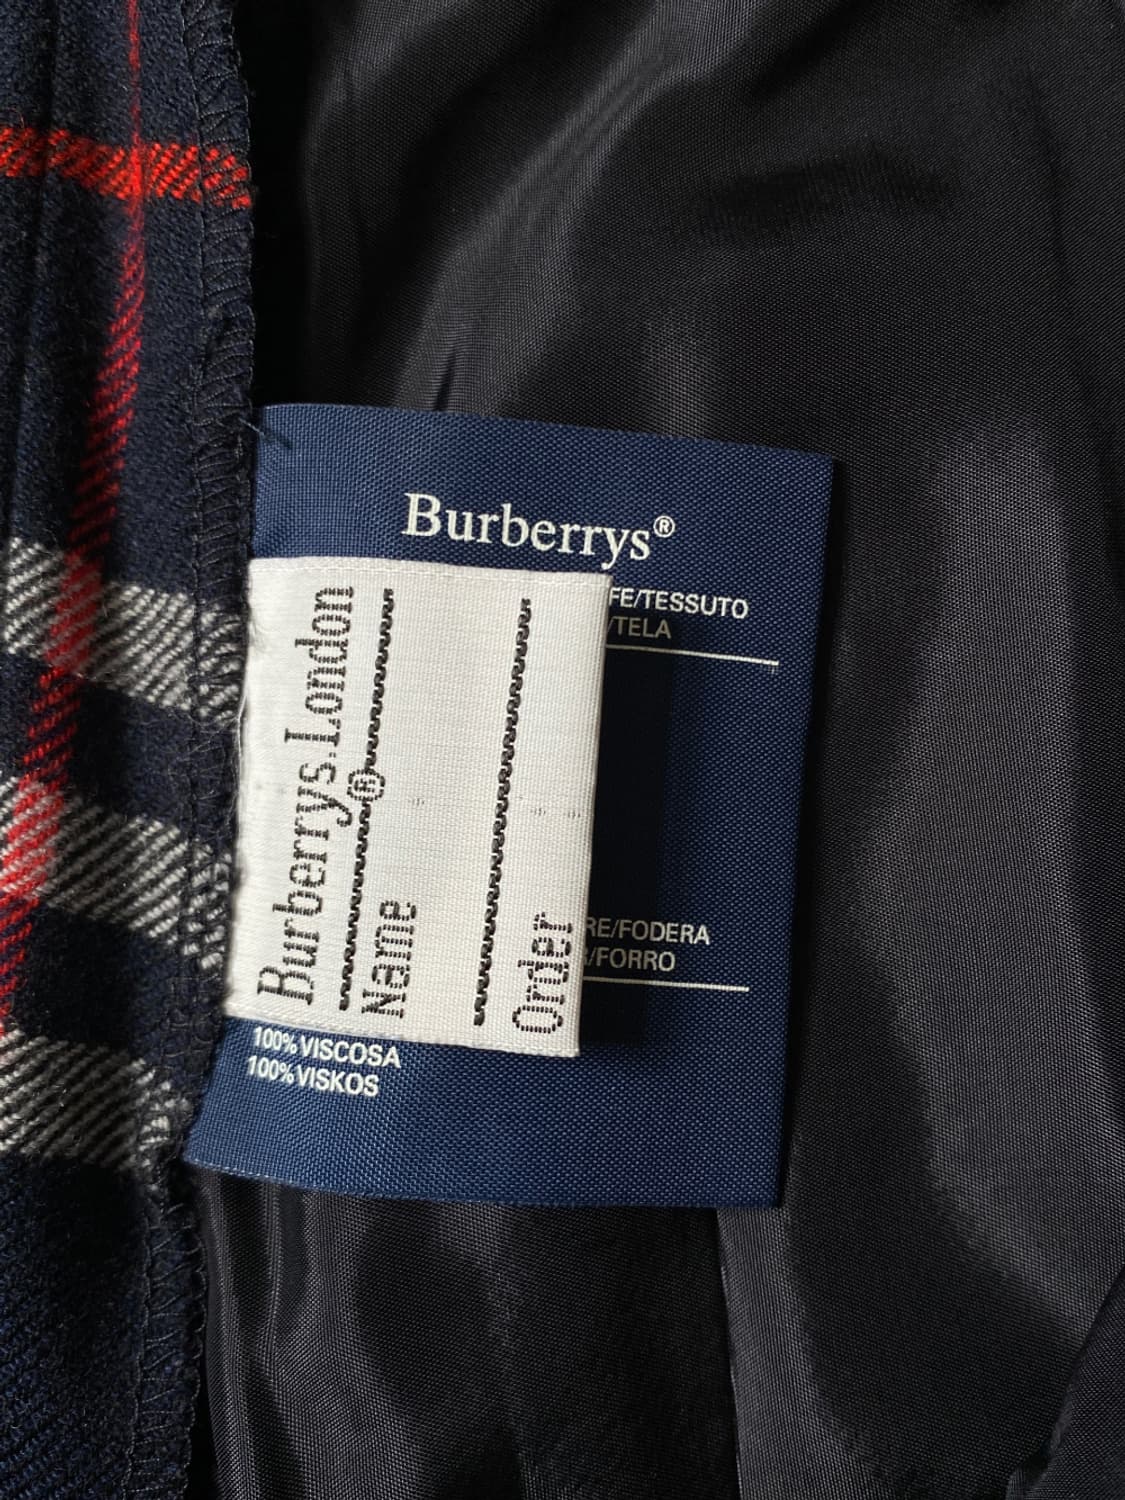 Burberrys®
FE/TESSUTO
/TELA
Burberrys.London
®
Name
Order
RE/FODERA
/FORRO
100% VISCOSA
100% VISKOS